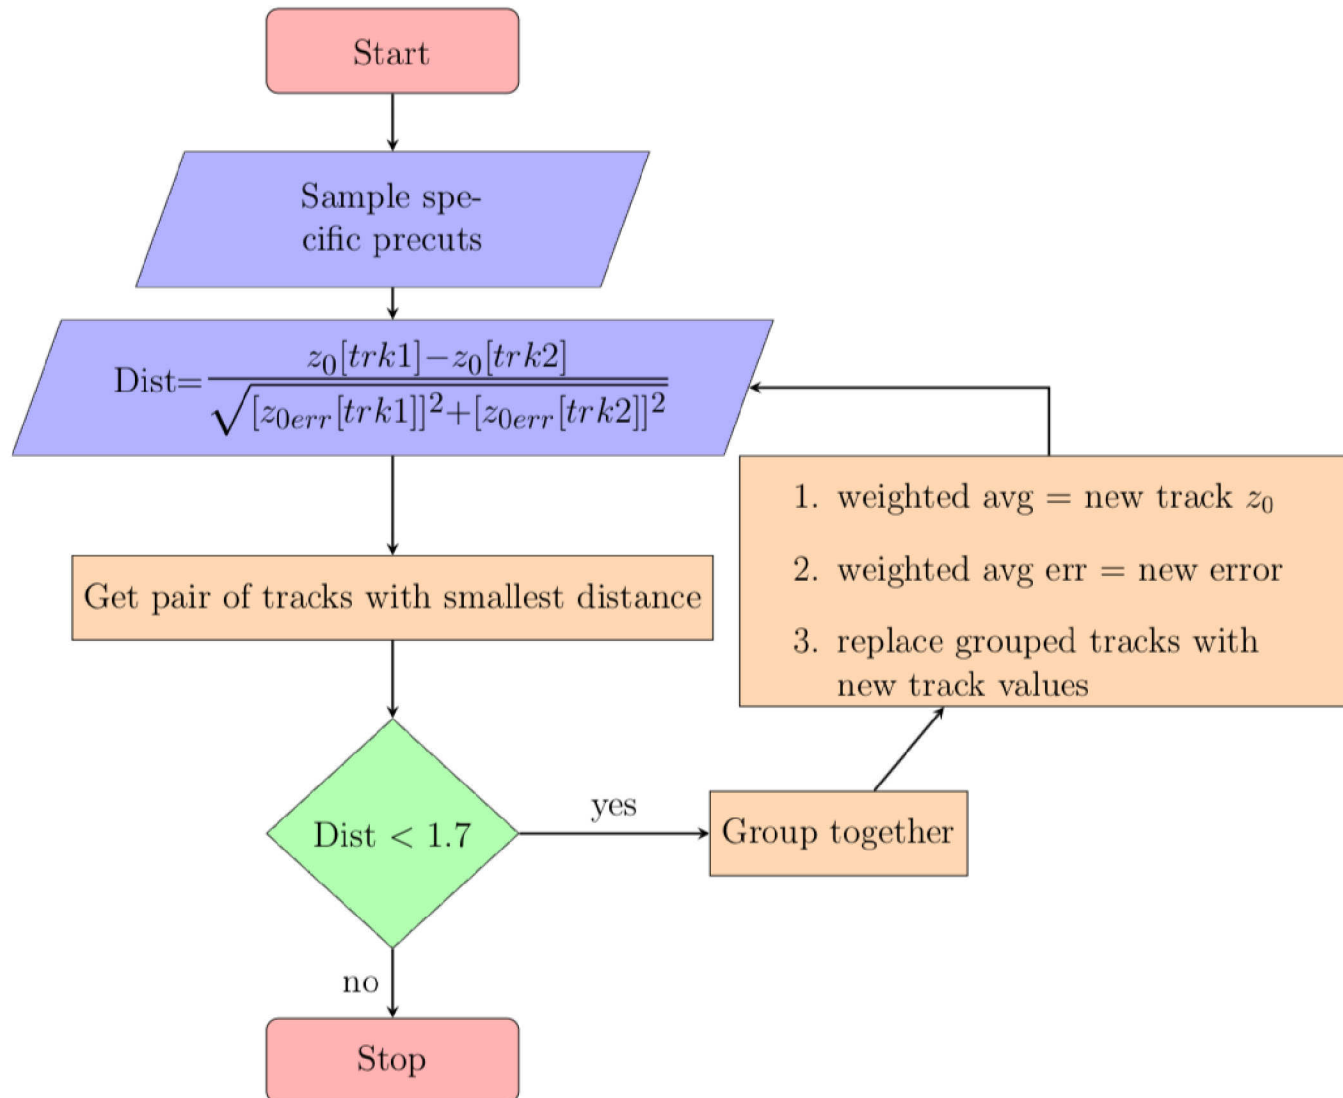 Start
Sample spe-
cific precuts
Dist= z₀[trk1]−z₀[trk2] / √[z₀err[trk1]]²+[z₀err[trk2]]²
Get pair of tracks with smallest distance
1. weighted avg = new track z₀
2. weighted avg err = new error
3. replace grouped tracks with
new track values
Dist < 1.7
yes
Group together
no
Stop